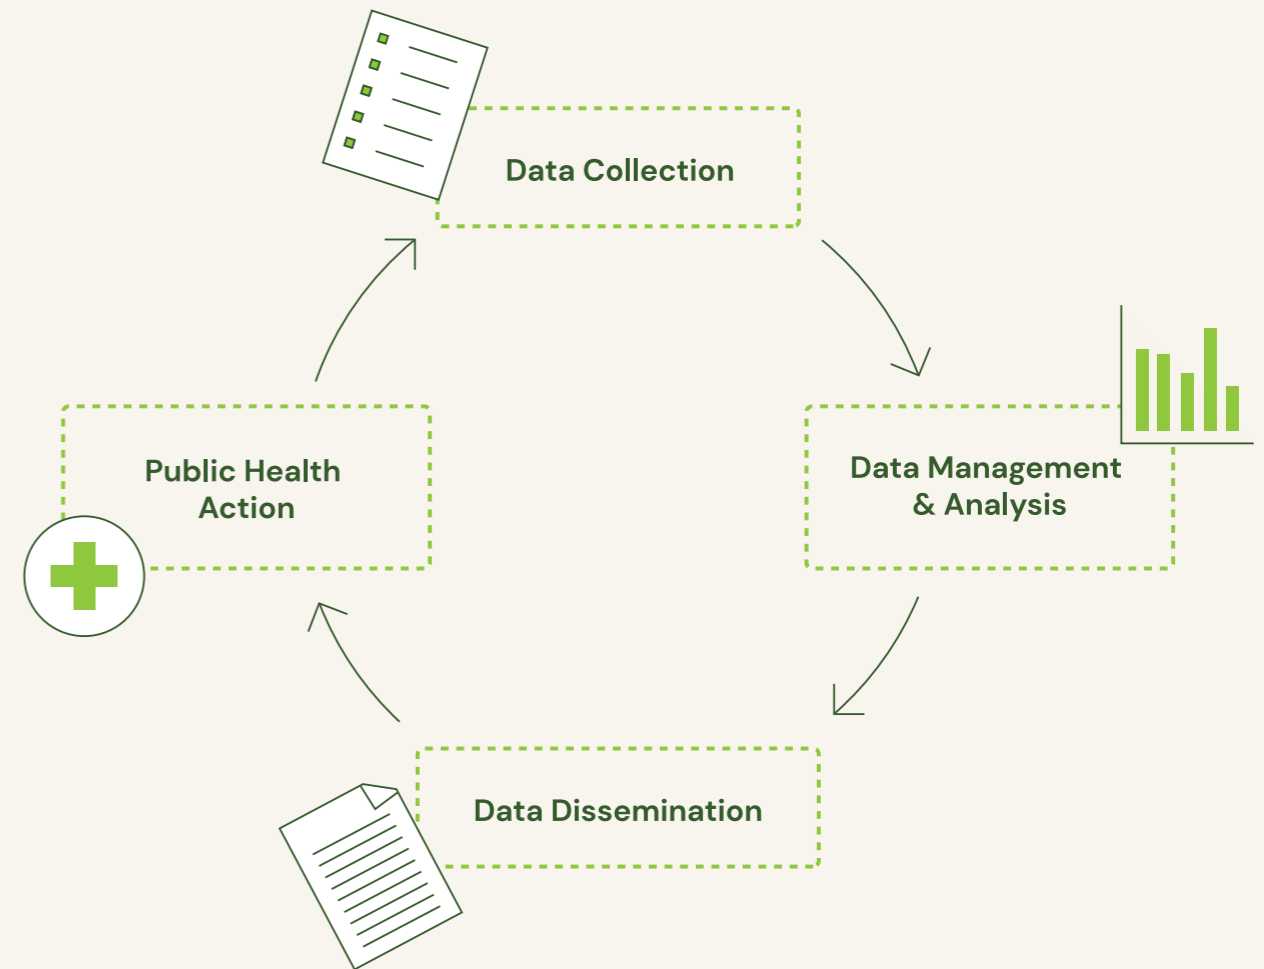 Data Collection
Data Management
& Analysis
Data Dissemination
Public Health
Action